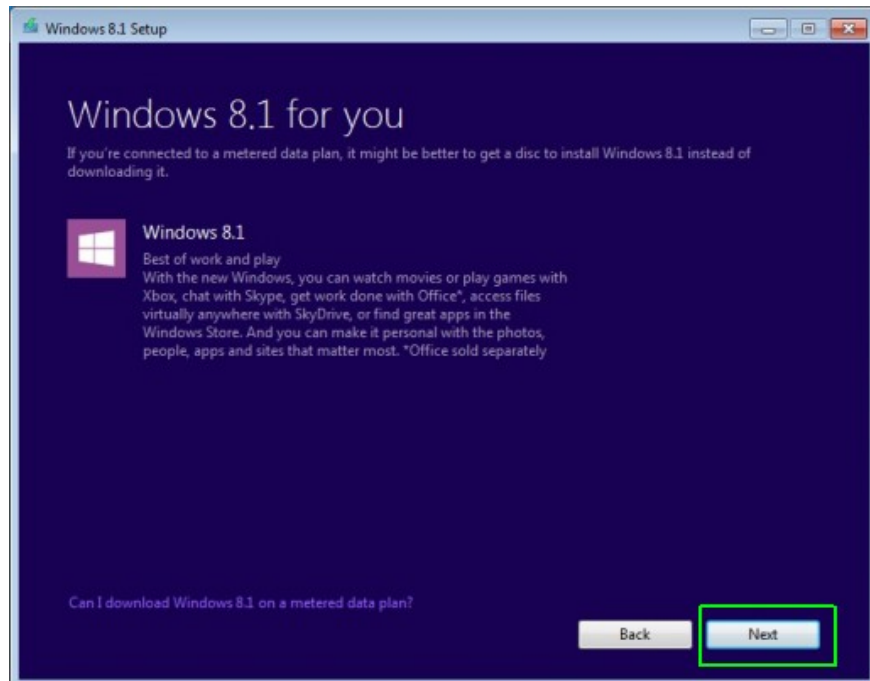 Windows 8.1 Setup
Windows 8.1 for you
If you're connected to a metered data plan, it might be better to get a disc to install Windows 8.1 instead of
downloading it.
Windows 8.1
Best of work and play
With the new Windows, you can watch movies or play games with
Xbox, chat with Skype, get work done with Office*, access files
virtually anywhere with SkyDrive, or find great apps in the
Windows Store. And you can make it personal with the photos,
people, apps and sites that matter most. *Office sold separately
Can I download Windows 8.1 on a metered data plan?
Back Next